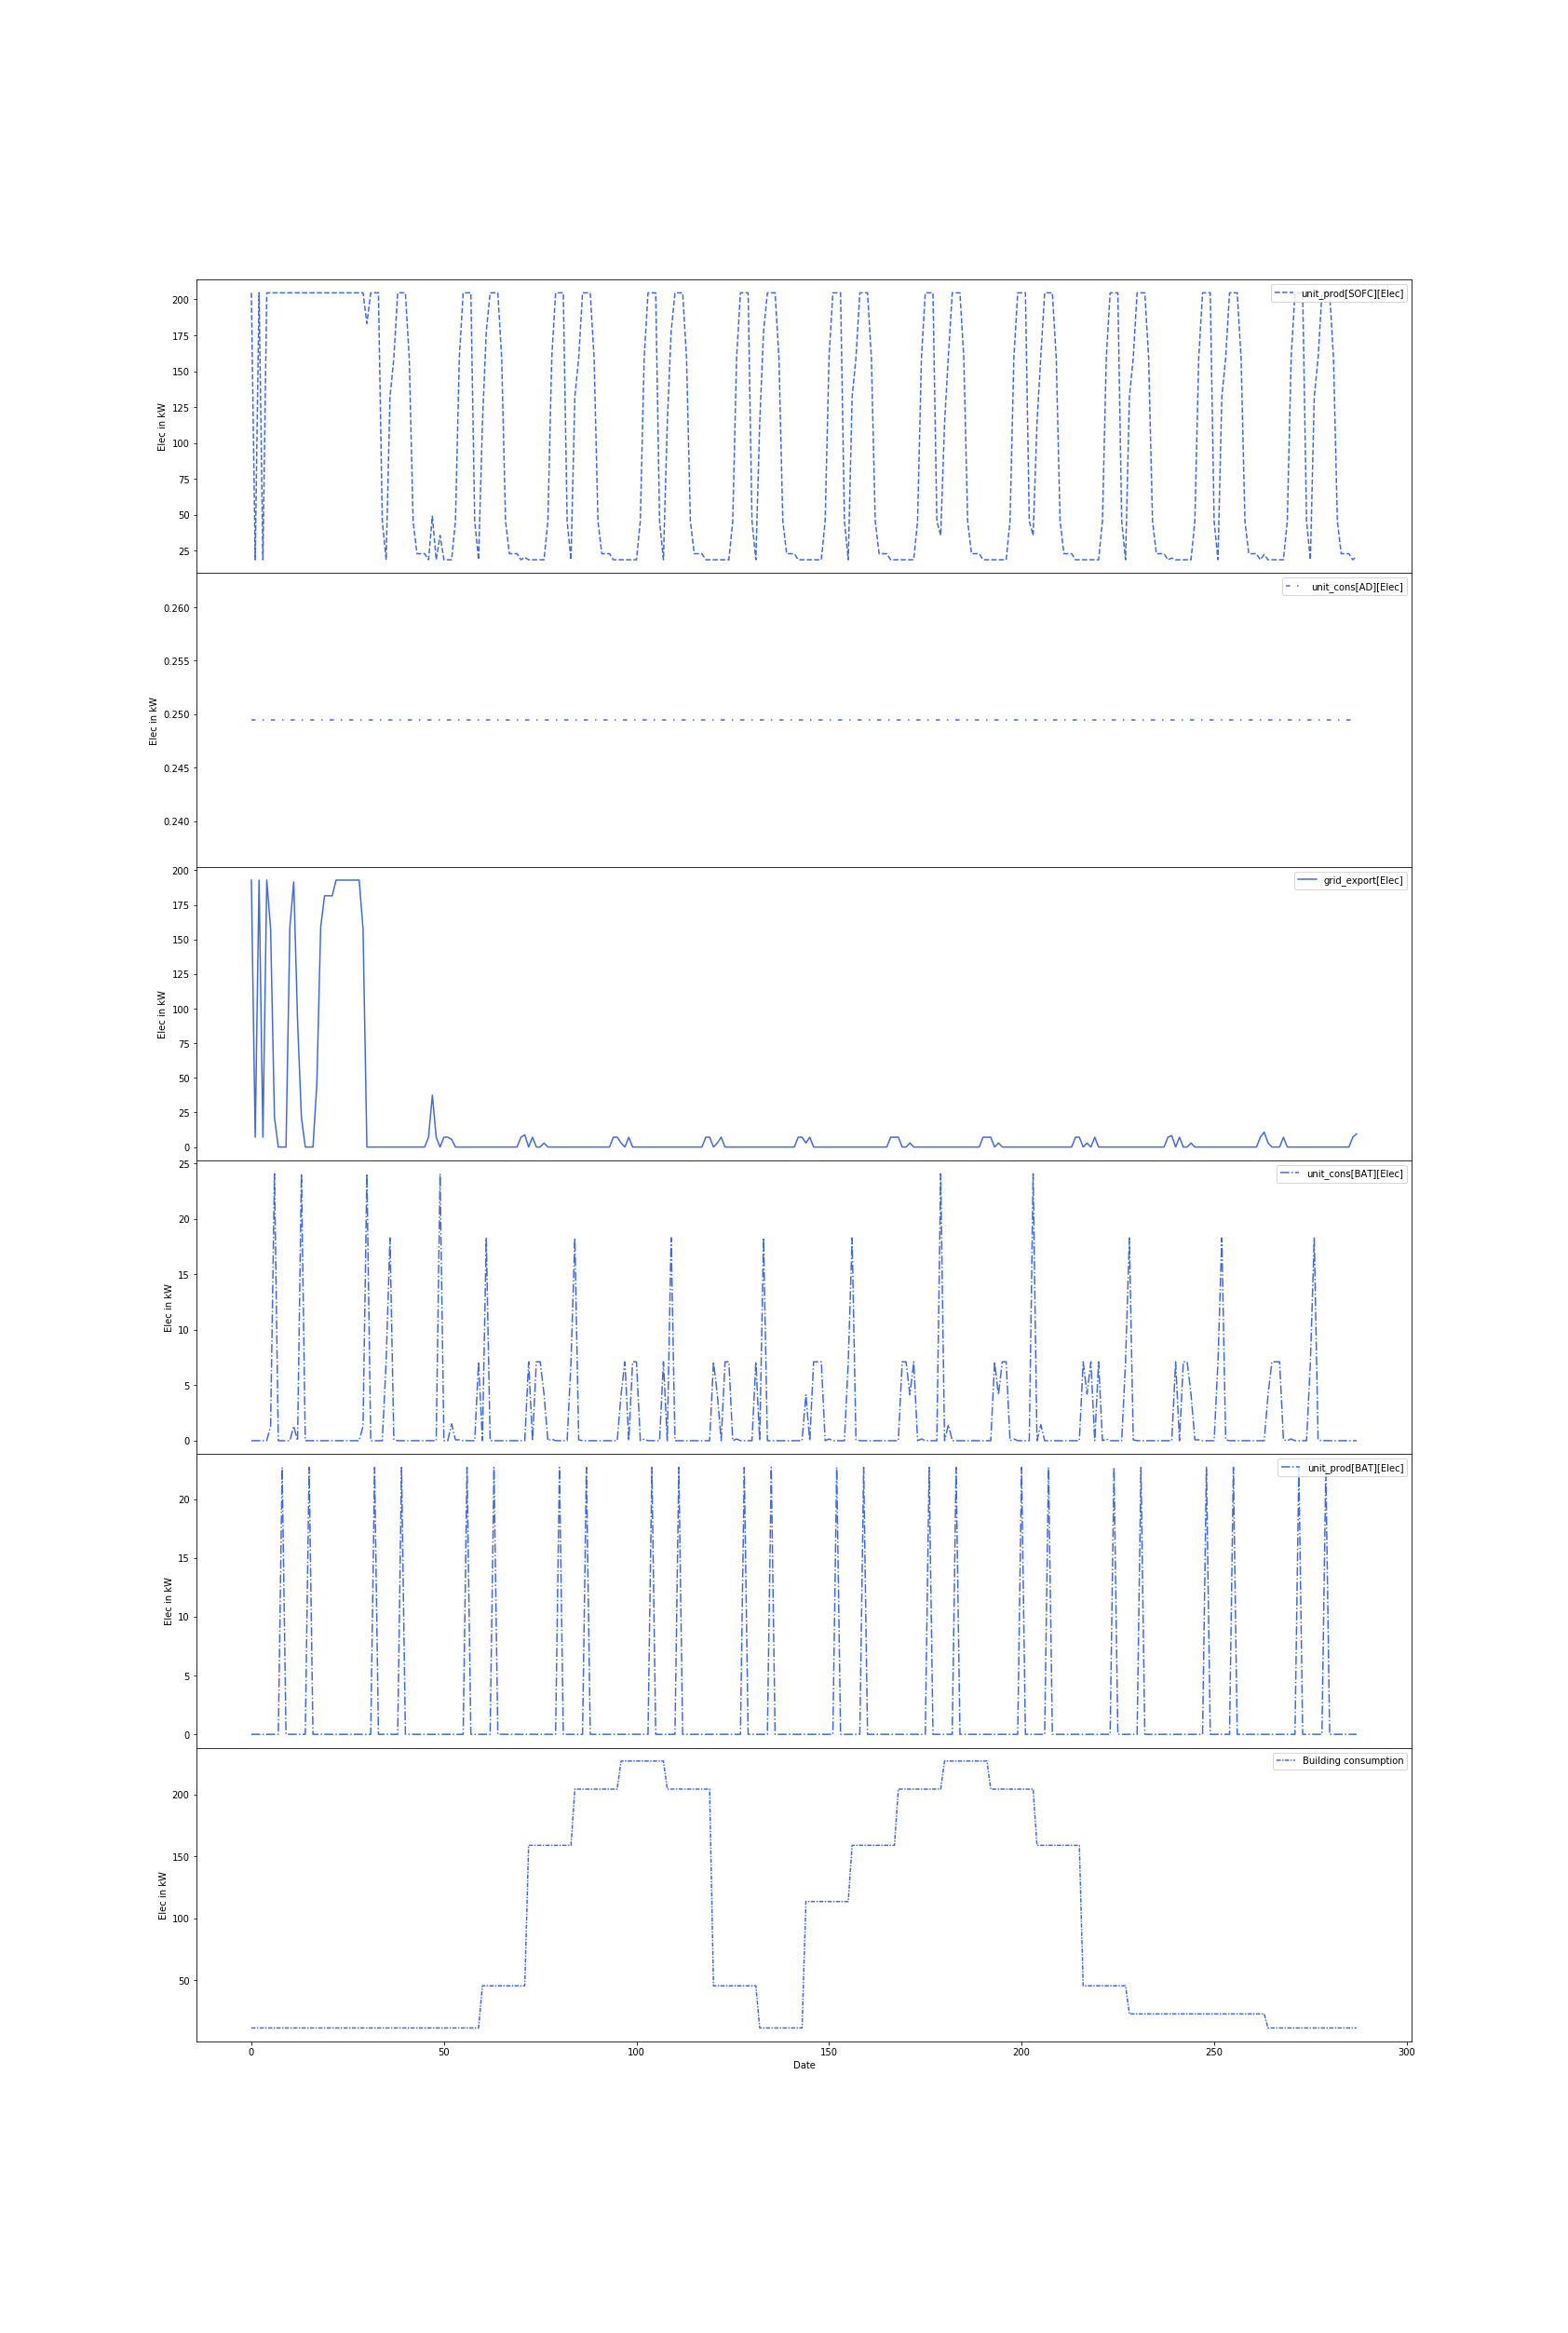 unit_prod[SOFC][Elec]
200
175
150
125
100
75
50
25
Elec in kW
unit_cons[AD][Elec]
0.260
0.255
0.250
0.245
0.240
Elec in kW
grid_export[Elec]
200
175
150
125
100
75
50
25
0
Elec in kW
unit_cons[BAT][Elec]
25
20
15
10
5
0
Elec in kW
unit_prod[BAT][Elec]
20
15
10
5
0
Elec in kW
Building consumption
200
150
100
50
Elec in kW
0 50 100 150 200 250 300
Date